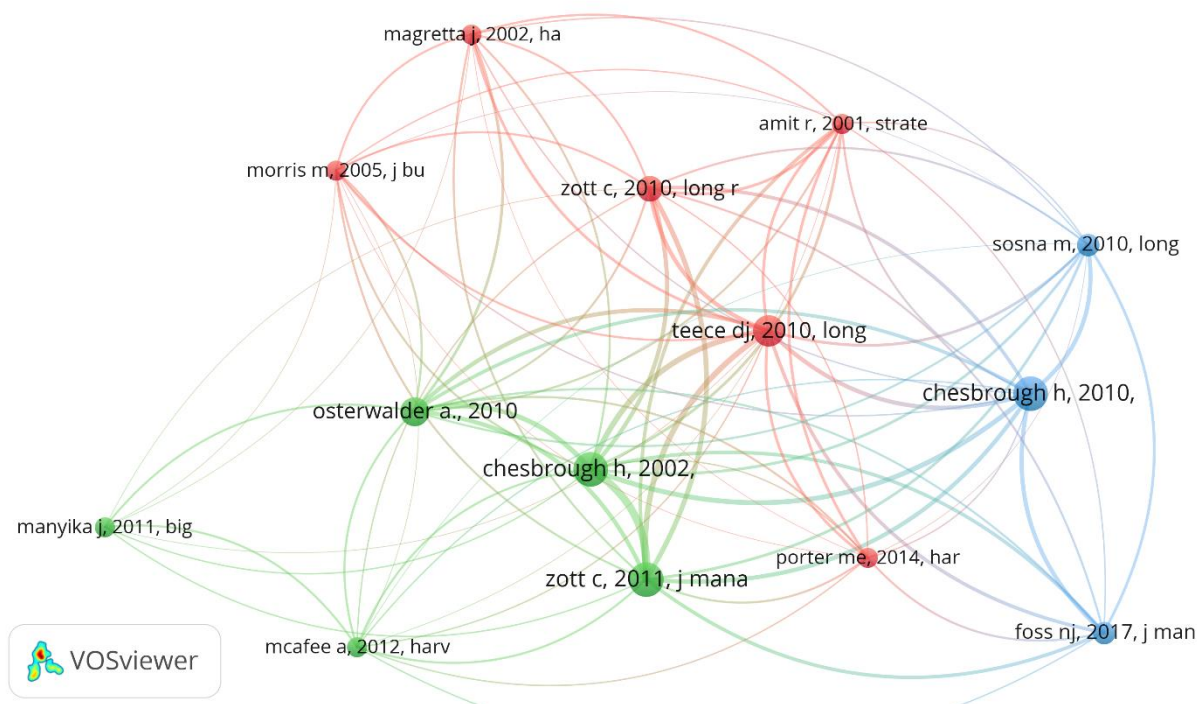 magretta j, 2002, ha
amit r, 2001, strate
morris m, 2005, j bu
zott c, 2010, long r
sosna m, 2010, long
teece dj, 2010, long
chesbrough h, 2010,
osterwalder a., 2010
chesbrough h, 2002,
manyika j, 2011, big
porter me, 2014, har
zott c, 2011, j mana
foss nj, 2017, j man
mcafee a, 2012, harv
VOSviewer